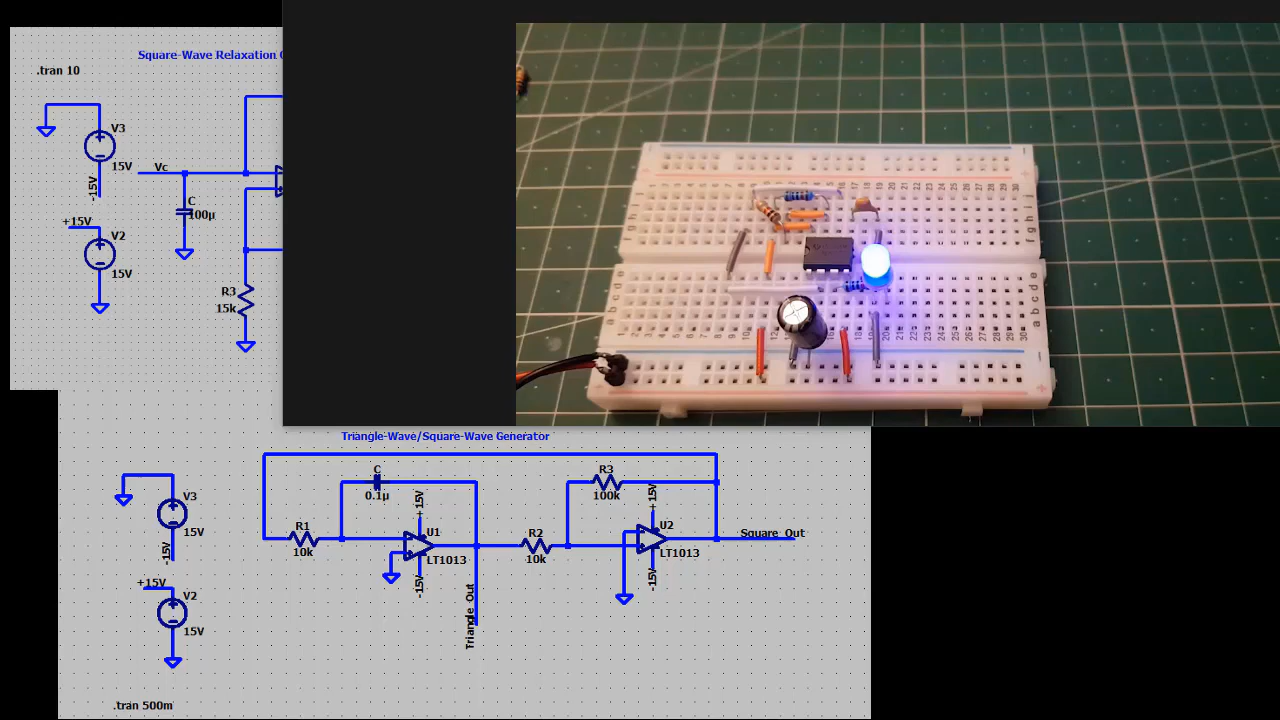 Square-Wave Relaxation
.tran 10
V3
15V
-15V
Vc
C
100µ
+15V
V2
15V
R3
15k
Triangle-Wave/Square-Wave Generator
V3
15V
-15V
+15V
V2
15V
.tran 500m
C
0.1µ
R1
10k
+15V
U1
LT1013
-15V
Triangle_Out
R2
10k
R3
100k
+15V
U2
LT1013
-15V
Square_Out